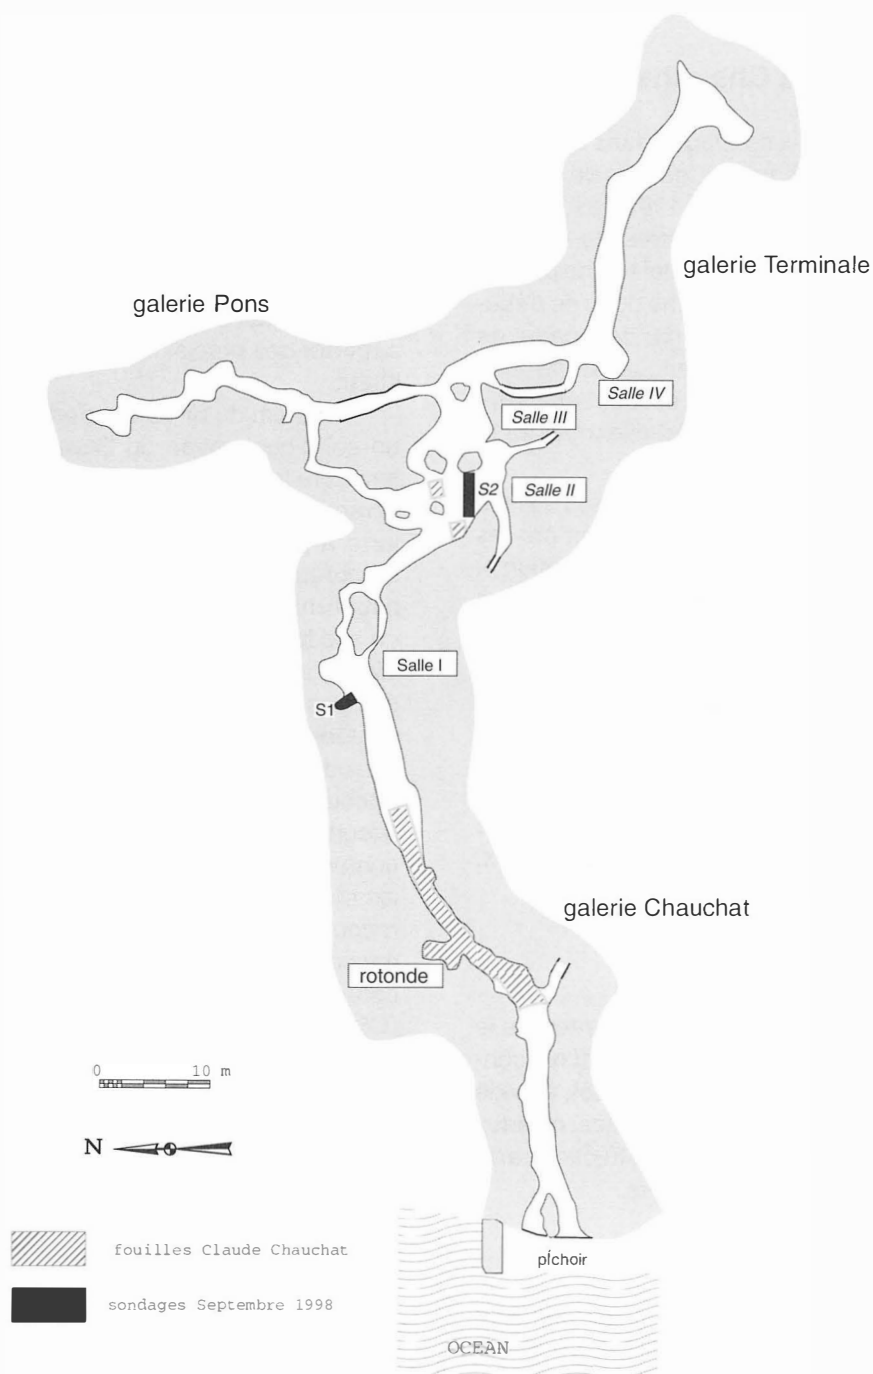 galerie Terminale
galerie Pons
Salle IV
Salle III
S2
Salle II
Salle I
S1
galerie Chauchat
rotonde
0 10 m
N
fouilles Claude Chauchat
píchoir
sondages Septembre 1998
OCEAN